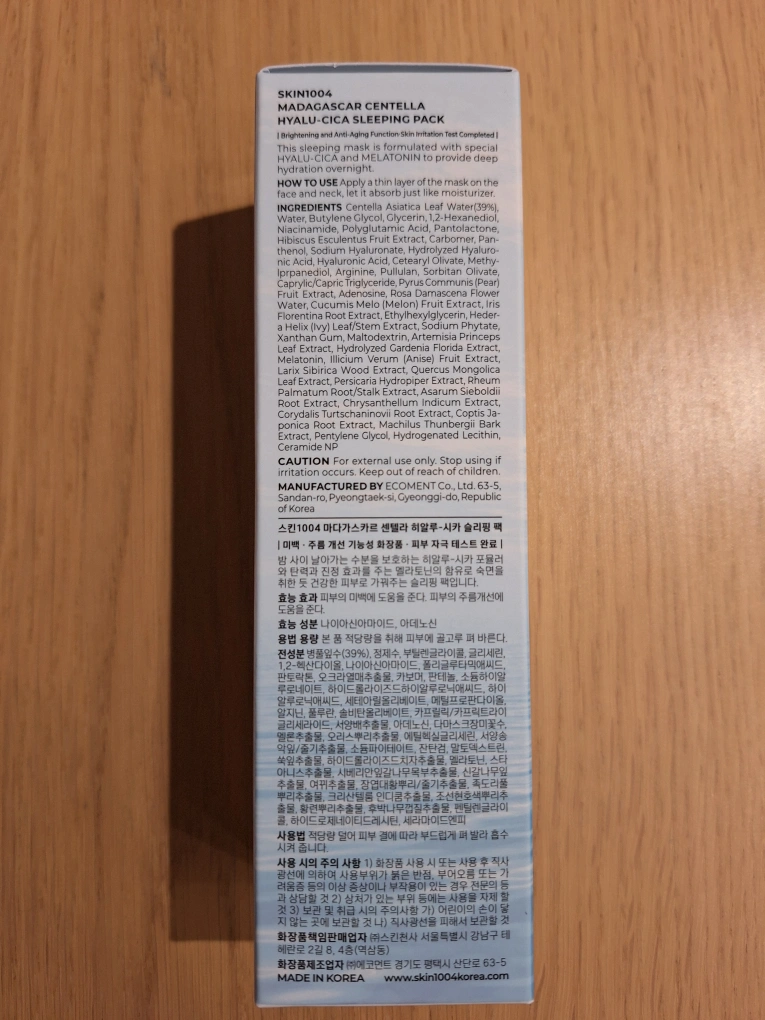 SKIN1004
MADAGASCAR CENTELLA
HYALU-CICA SLEEPING PACK
| Brightening and Anti-Aging Function·Skin Irritation Test Completed |
This sleeping mask is formulated with special
HYALU-CICA and MELATONIN to provide deep
hydration overnight.
HOW TO USE Apply a thin layer of the mask on the
face and neck, let it absorb just like moisturizer.
INGREDIENTS Centella Asiatica Leaf Water(39%),
Water, Butylene Glycol, Glycerin, 1,2-Hexanediol,
Niacinamide, Polyglutamic Acid, Pantolactone,
Hibiscus Esculentus Fruit Extract, Carbomer, Pan-
thenol, Sodium Hyaluronate, Hydrolyzed Hyaluro-
nic Acid, Hyaluronic Acid, Cetearyl Olivate, Methy-
lprpanediol, Arginine, Pullulan, Sorbitan Olivate,
Caprylic/Capric Triglyceride, Pyrus Communis (Pear)
Fruit Extract, Adenosine, Rosa Damascena Flower
Water, Cucumis Melo (Melon) Fruit Extract, Iris
Florentina Root Extract, Ethylhexylglycerin, Heder-
a Helix (Ivy) Leaf/Stem Extract, Sodium Phytate,
Xanthan Gum, Maltodextrin, Artemisia Princeps
Leaf Extract, Hydrolyzed Gardenia Florida Extract,
Melatonin, Illicium Verum (Anise) Fruit Extract,
Larix Sibirica Wood Extract, Quercus Mongolica
Leaf Extract, Persicaria Hydropiper Extract, Rheum
Palmatum Root/Stalk Extract, Asarum Sieboldii
Root Extract, Chrysanthellum Indicum Extract,
Corydalis Turtschaninovii Root Extract, Coptis Ja-
ponica Root Extract, Machilus Thunbergii Bark
Extract, Pentylene Glycol, Hydrogenated Lecithin,
Ceramide NP
CAUTION For external use only. Stop using if
irritation occurs. Keep out of reach of children.
MANUFACTURED BY ECOMENT Co., Ltd. 63-5,
Sandan-ro, Pyeongtaek-si, Gyeonggi-do, Republic
of Korea
스킨1004 마다가스카르 센텔라 히알루-시카 슬리핑 팩
| 미백 · 주름 개선 기능성 화장품 · 피부 자극 테스트 완료 |
밤 사이 날아가는 수분을 보호하는 히알루-시카 포뮬러
와 탄력과 진정 효과를 주는 멜라토닌의 함유로 숙면을
취한 듯 건강한 피부로 가꿔주는 슬리핑 팩입니다.
효능 효과 피부의 미백에 도움을 준다. 피부의 주름개선에
도움을 준다.
효능 성분 나이아신아마이드, 아데노신
용법 용량 본 품 적당량을 취해 피부에 골고루 펴 바른다.
전성분 병풀잎수(39%), 정제수, 부틸렌글라이콜, 글리세린,
1,2-헥산다이올, 나이아신아마이드, 폴리글루타믹애씨드,
판토락톤, 오크라열매추출물, 카보머, 판테놀, 소듐하이알
루로네이트, 하이드롤라이즈드하이알루로닉애씨드, 하이
알루로닉애씨드, 세테아릴올리베이트, 메틸프로판다이올,
알지닌, 풀루란, 솔비탄올리베이트, 카프릴릭/카프릭트라이
글리세라이드, 서양배추출물, 아데노신, 다마스크장미꽃수,
멜론추출물, 오리스뿌리추출물, 에틸헥실글리세린, 서양송
악잎/줄기추출물, 소듐파이테이트, 잔탄검, 말토덱스트린,
쑥잎추출물, 하이드롤라이즈드치자추출물, 멜라토닌, 스타
아니스추출물, 시베리안잎갈나무목부추출물, 신갈나무잎
추출물, 여뀌추출물, 장엽대황뿌리/줄기추출물, 족도리풀
뿌리추출물, 크리산텔룸 인디쿰추출물, 조선현호색뿌리추
출물, 황련뿌리추출물, 후박나무껍질추출물, 펜틸렌글라이
콜, 하이드로제네이티드레시틴, 세라마이드엔피
사용법 적당량 덜어 피부 결에 따라 부드럽게 펴 발라 흡수
시켜 줍니다.
사용 시의 주의 사항 1) 화장품 사용 시 또는 사용 후 직사
광선에 의하여 사용부위가 붉은 반점, 부어오름 또는 가
려움증 등의 이상 증상이나 부작용이 있는 경우 전문의 등
과 상담할 것 2) 상처가 있는 부위 등에는 사용을 자제 할
것 3) 보관 및 취급 시의 주의사항 가) 어린이의 손이 닿
지 않는 곳에 보관할 것 나) 직사광선을 피해서 보관할 것
화장품책임판매업자 ㈜스킨천사 서울특별시 강남구 테
헤란로 2길 8, 4층(역삼동)
화장품제조업자 ㈜에코먼트 경기도 평택시 산단로 63-5
MADE IN KOREA www.skin1004korea.com